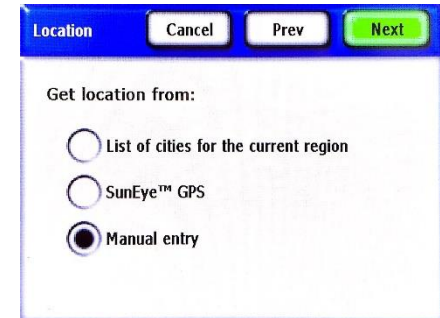 Location Cancel Prev Next
Get location from:
List of cities for the current region
SunEye™ GPS
Manual entry